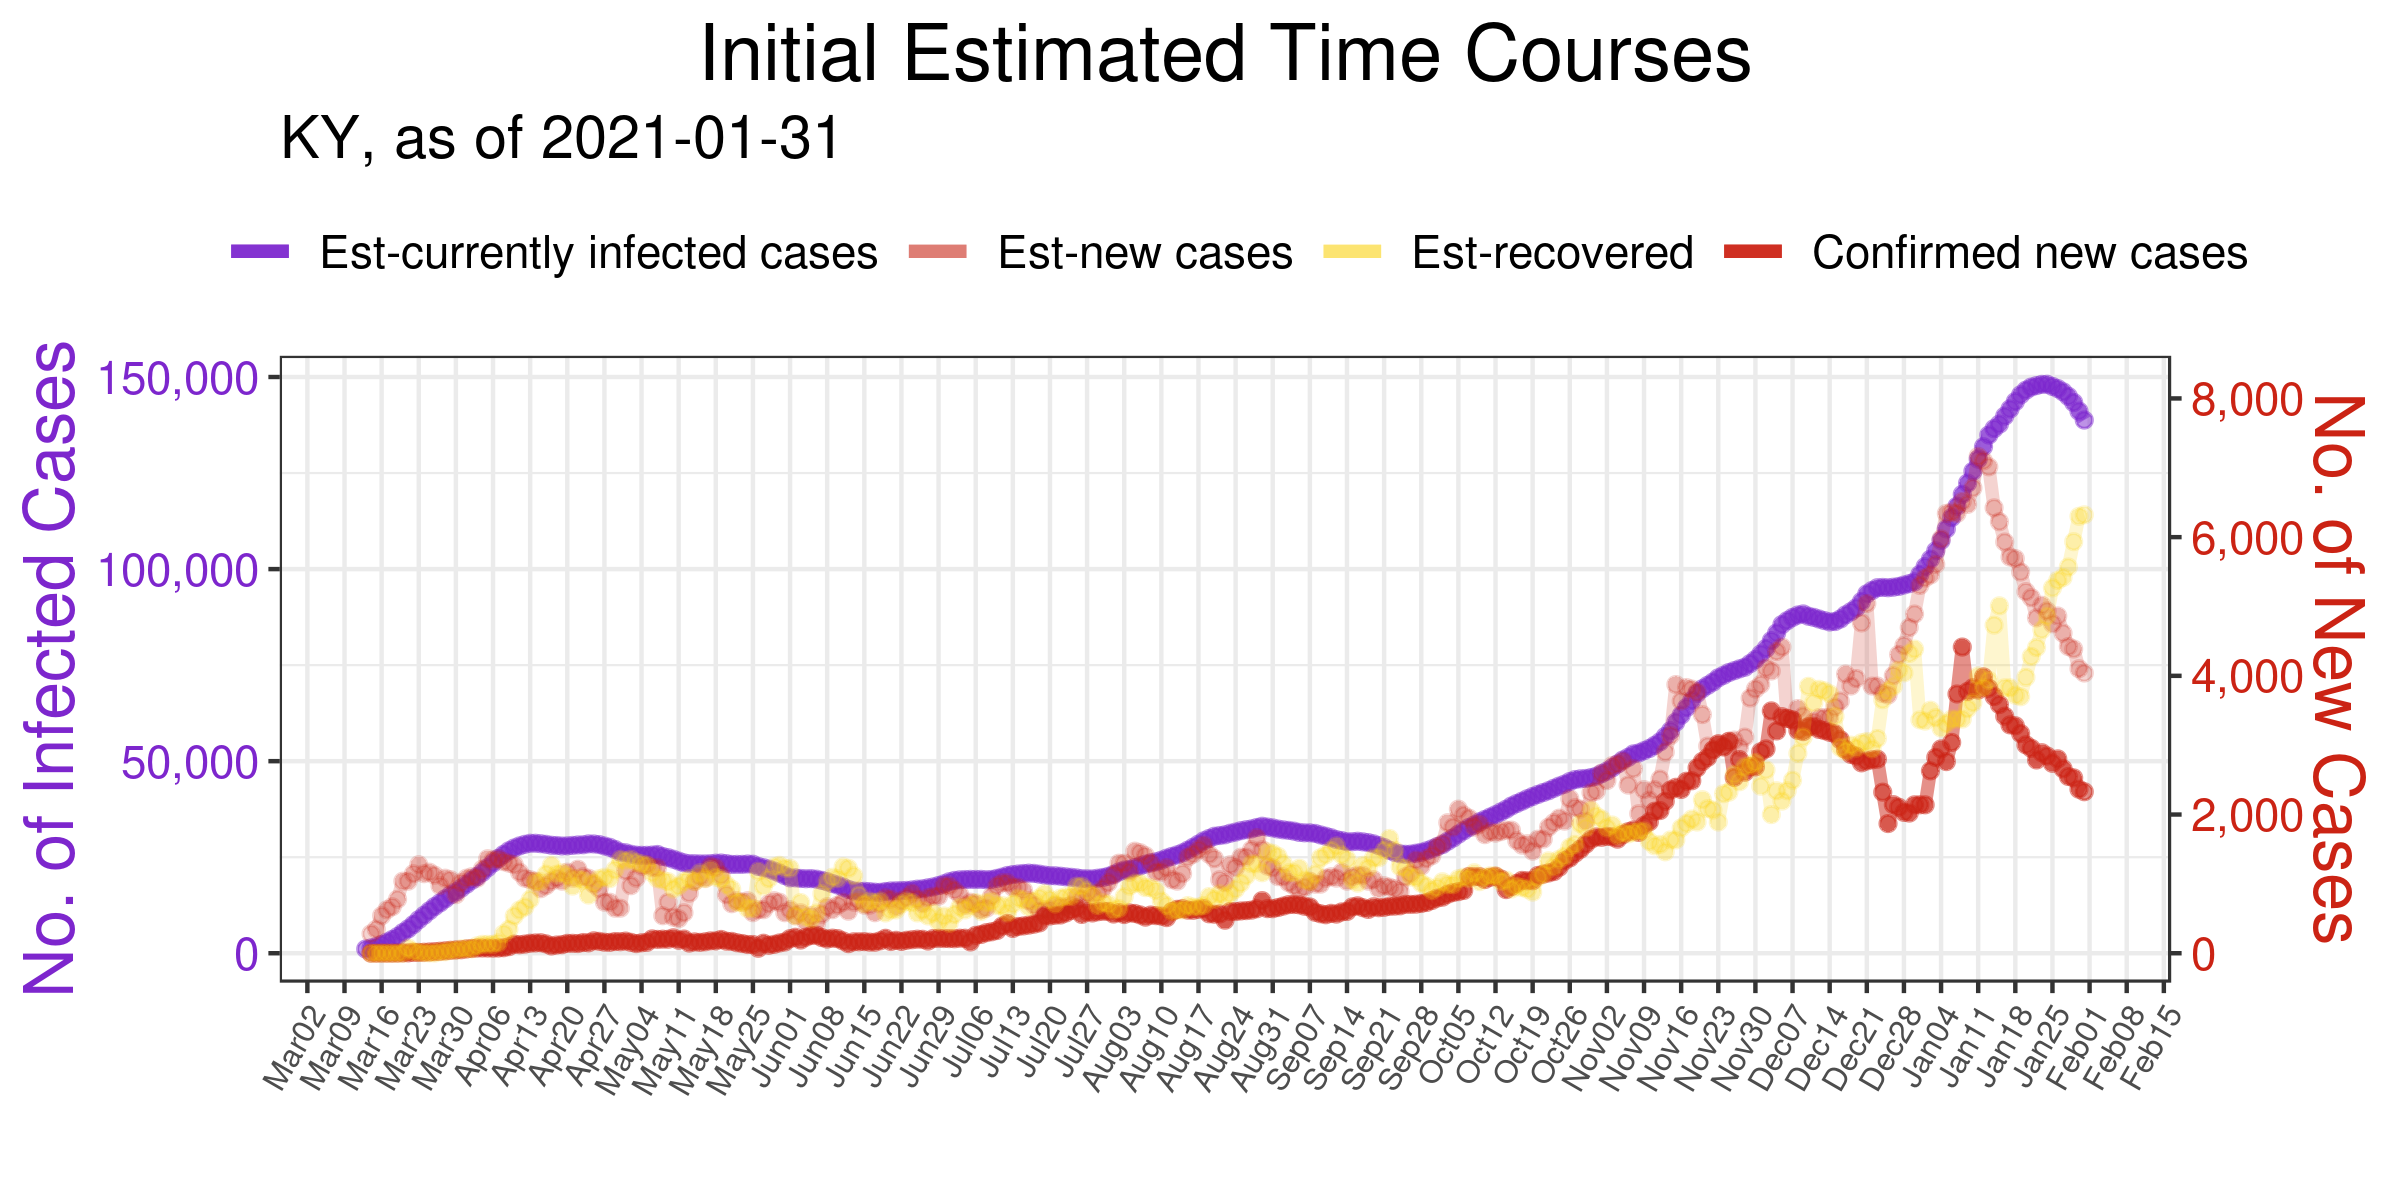 Initial Estimated Time Courses
KY, as of 2021-01-31
Est-currently infected cases
Est-new cases
Est-recovered
Confirmed new cases
No. of Infected Cases
150,000
100,000
50,000
0
8,000
6,000
4,000
2,000
0
No. of New Cases
Mar02
Mar09
Mar16
Mar23
Mar30
Apr06
Apr13
Apr20
Apr27
May04
May11
May18
May25
Jun01
Jun08
Jun15
Jun22
Jun29
Jul06
Jul13
Jul20
Jul27
Aug03
Aug10
Aug17
Aug24
Aug31
Sep07
Sep14
Sep21
Sep28
Oct05
Oct12
Oct19
Oct26
Nov02
Nov09
Nov16
Nov23
Nov30
Dec07
Dec14
Dec21
Dec28
Jan04
Jan11
Jan18
Jan25
Feb01
Feb08
Feb15